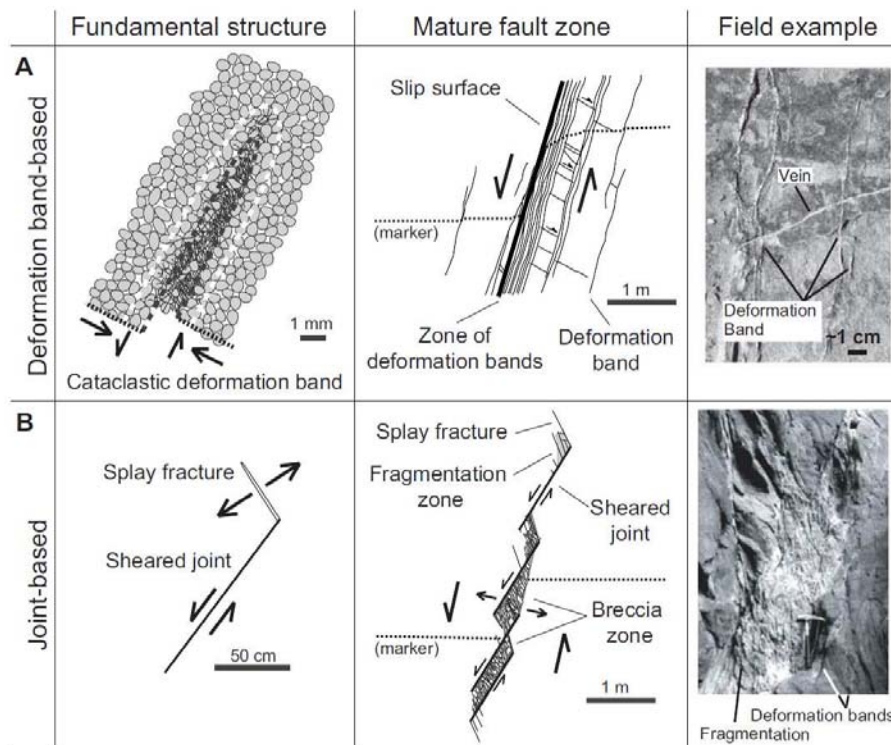 Fundamental structure
Mature fault zone
Field example
A
Deformation band-based
1 mm
Cataclastic deformation band
Slip surface
(marker)
1 m
Zone of
deformation bands
Deformation
band
Vein
Deformation
Band
~1 cm
B
Joint-based
Splay fracture
Sheared joint
50 cm
Splay fracture
Fragmentation
zone
Sheared
joint
Breccia
zone
(marker)
1 m
Deformation bands
Fragmentation